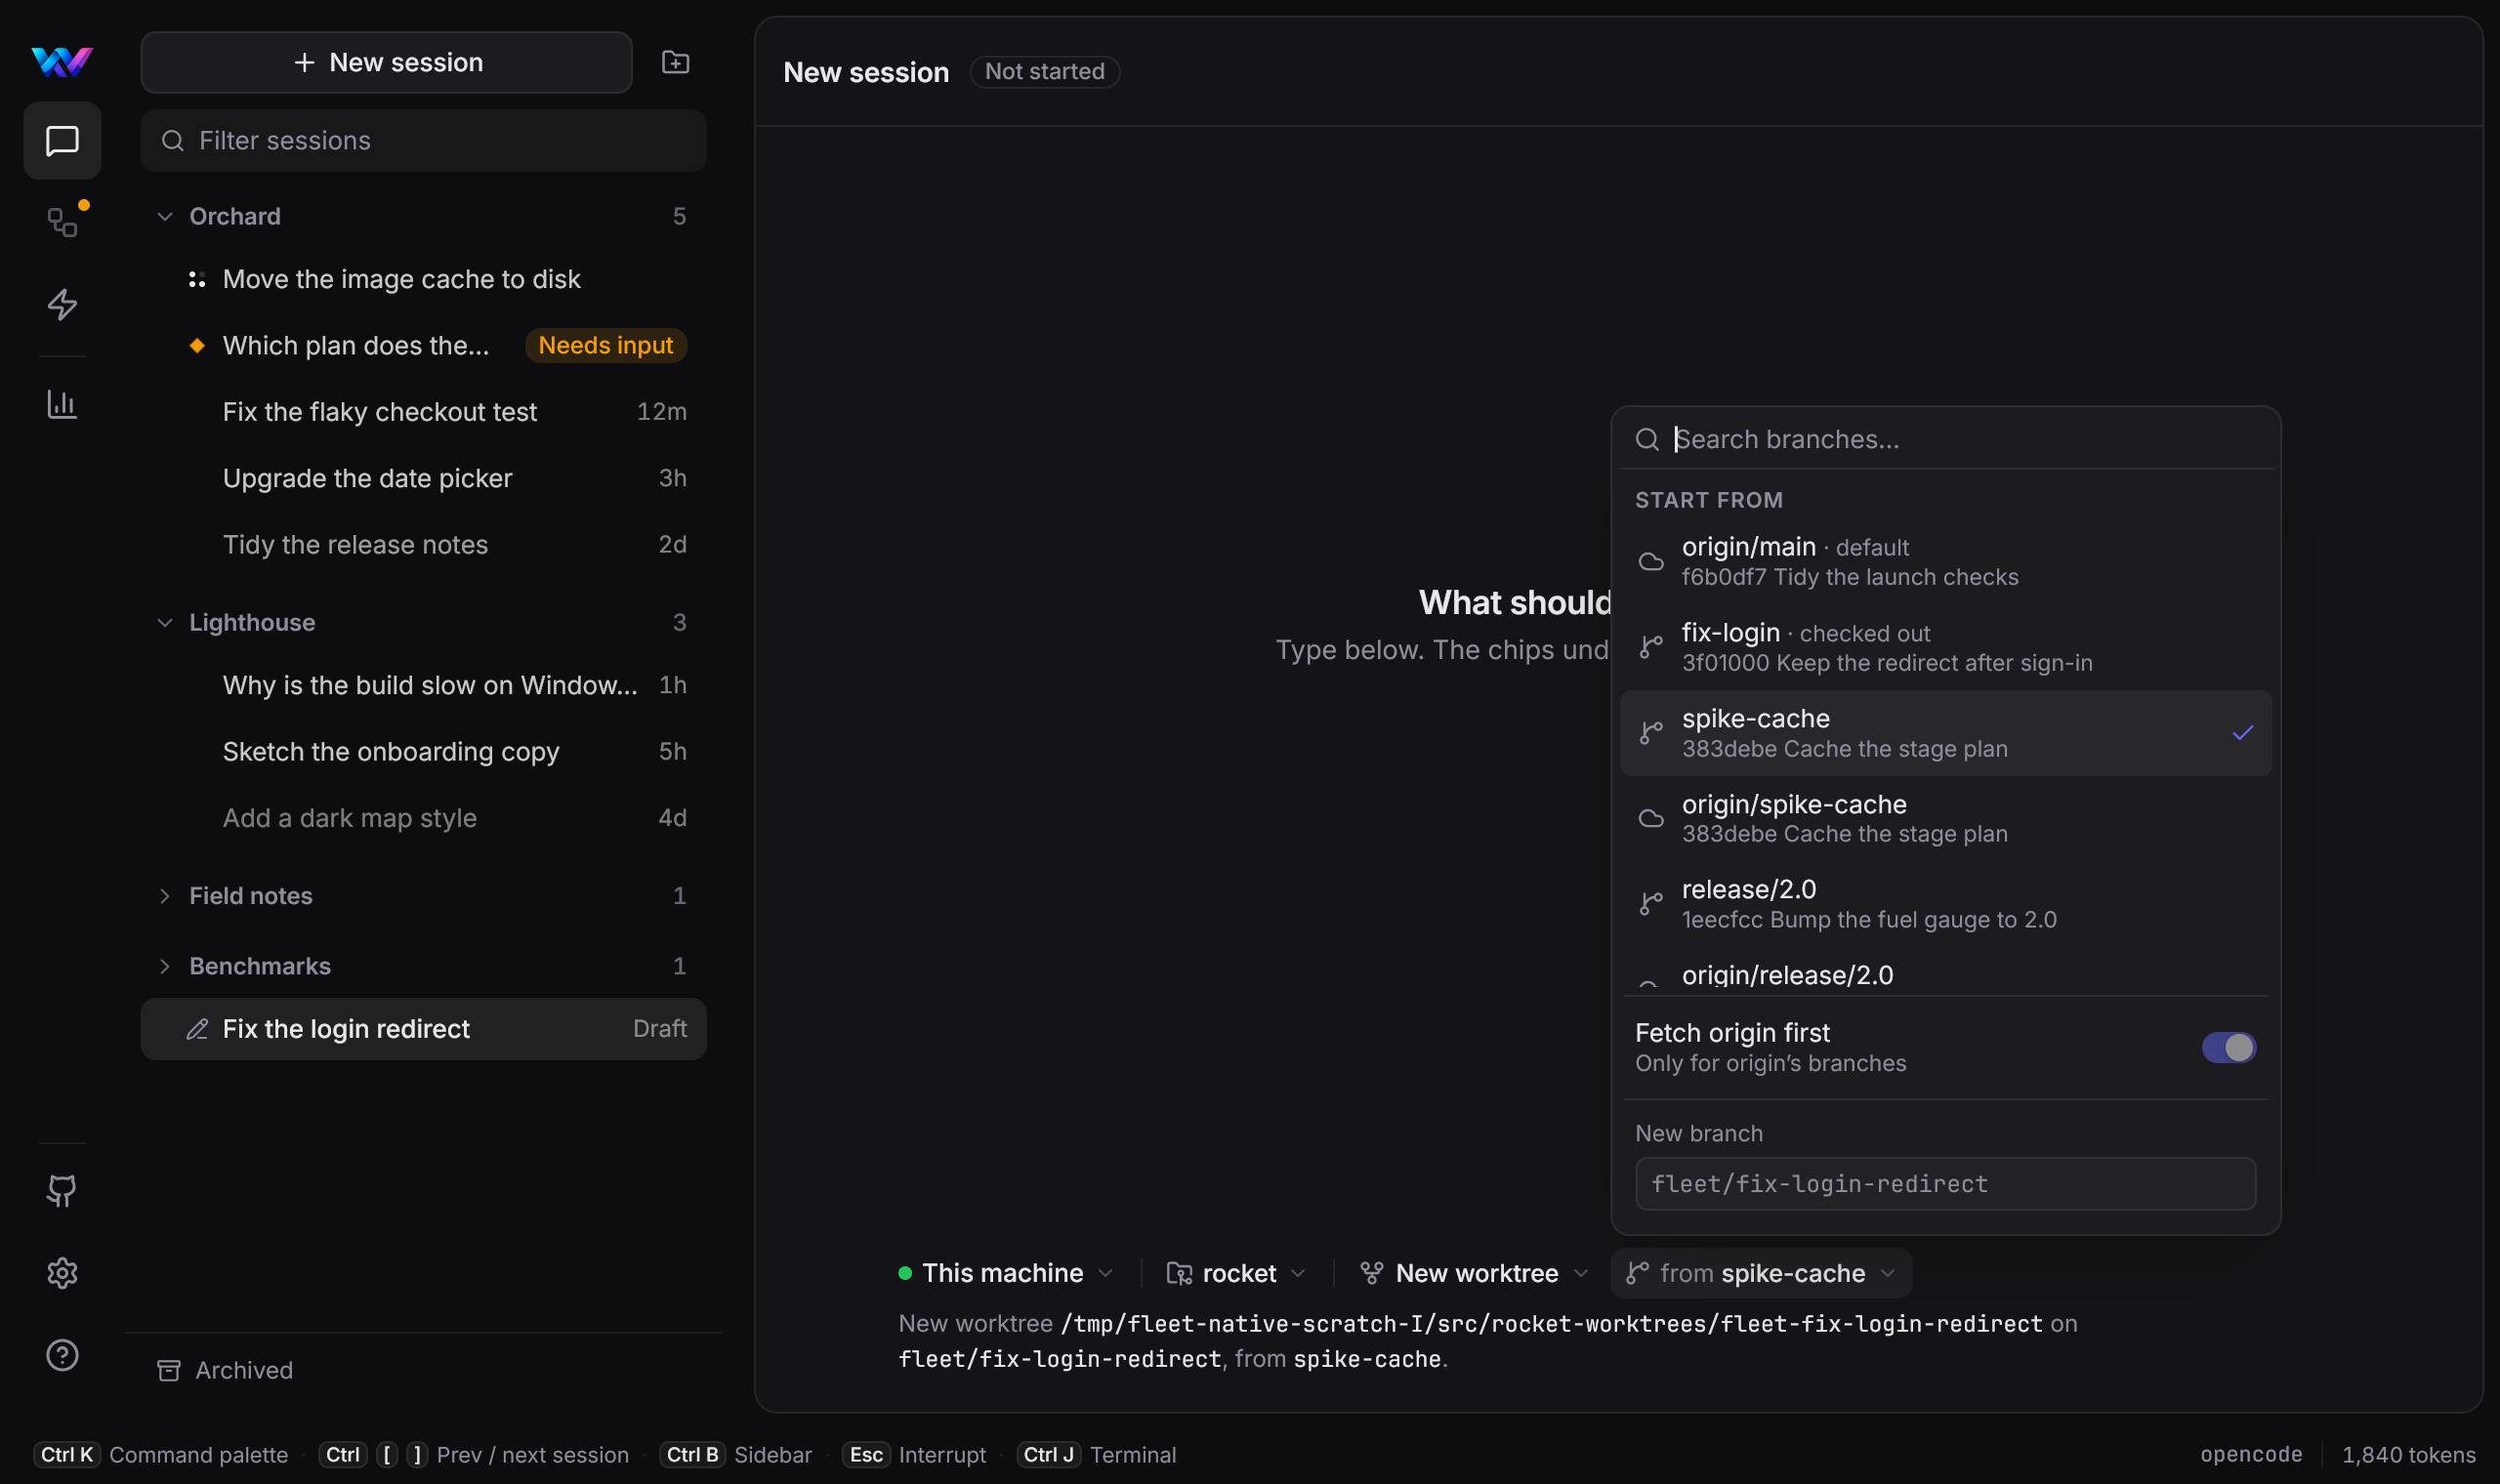 New session
Filter sessions
Orchard 5
Move the image cache to disk
Which plan does the... Needs input
Fix the flaky checkout test 12m
Upgrade the date picker 3h
Tidy the release notes 2d
Lighthouse 3
Why is the build slow on Window... 1h
Sketch the onboarding copy 5h
Add a dark map style 4d
Field notes 1
Benchmarks 1
Fix the login redirect Draft
Archived
New session Not started
What should
Type below. The chips und
Search branches...
START FROM
origin/main · default
f6b0df7 Tidy the launch checks
fix-login · checked out
3f01000 Keep the redirect after sign-in
spike-cache
383debe Cache the stage plan
origin/spike-cache
383debe Cache the stage plan
release/2.0
1eecfcc Bump the fuel gauge to 2.0
origin/release/2.0
Fetch origin first
Only for origin’s branches
New branch
fleet/fix-login-redirect
This machine rocket New worktree from spike-cache
New worktree /tmp/fleet-native-scratch-I/src/rocket-worktrees/fleet-fix-login-redirect on
fleet/fix-login-redirect, from spike-cache.
Ctrl K Command palette · Ctrl [ ] Prev / next session · Ctrl B Sidebar · Esc Interrupt · Ctrl J Terminal
opencode 1,840 tokens